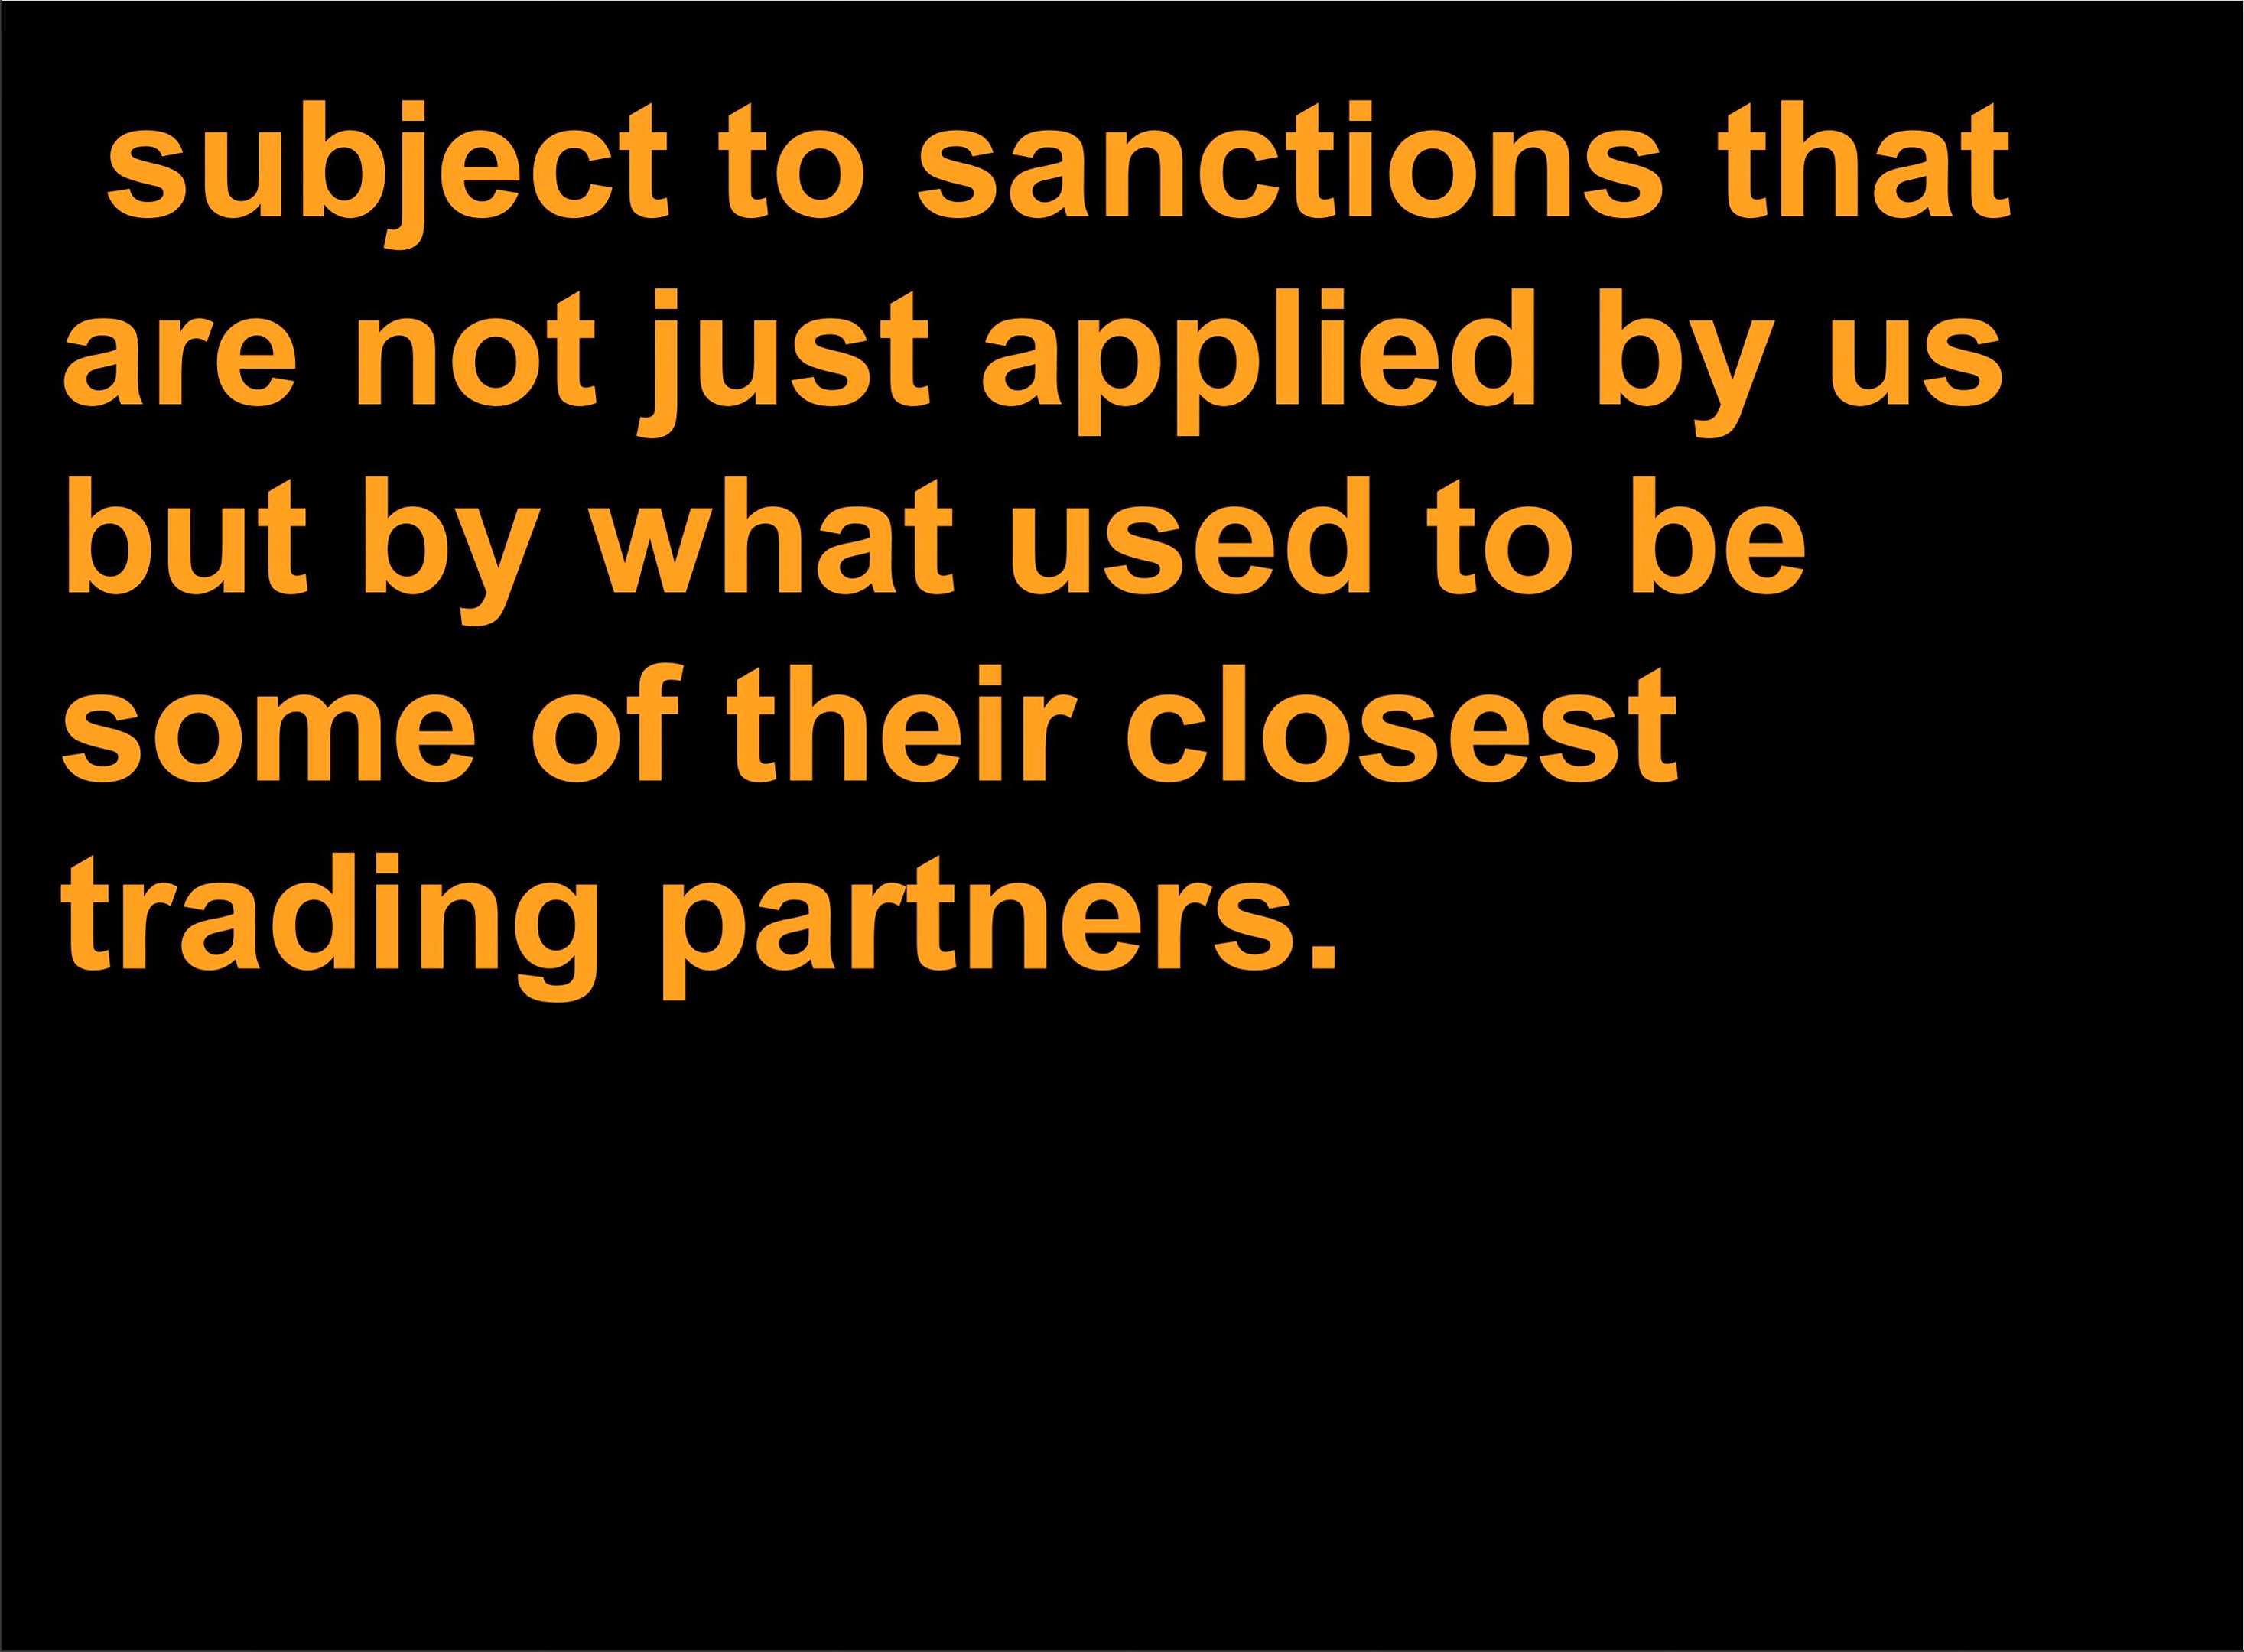 subject to sanctions that
are not just applied by us
but by what used to be
some of their closest
trading partners.